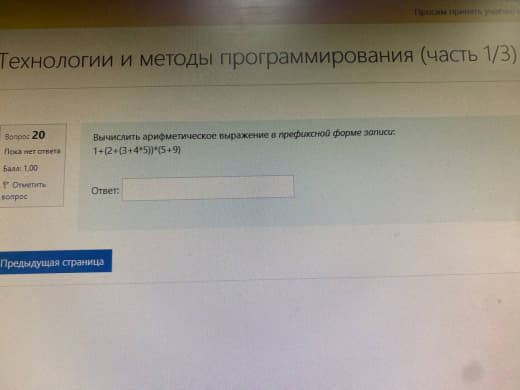 Просим принять участие
Технологии и методы программирования (часть 1/3)
Вопрос 20
Пока нет ответа
Балл: 1,00
Отметить
вопрос
Вычислить арифметическое выражение в префиксной форме записи:
1+(2+(3+4*5))*(5+9)
Ответ:
Предыдущая страница